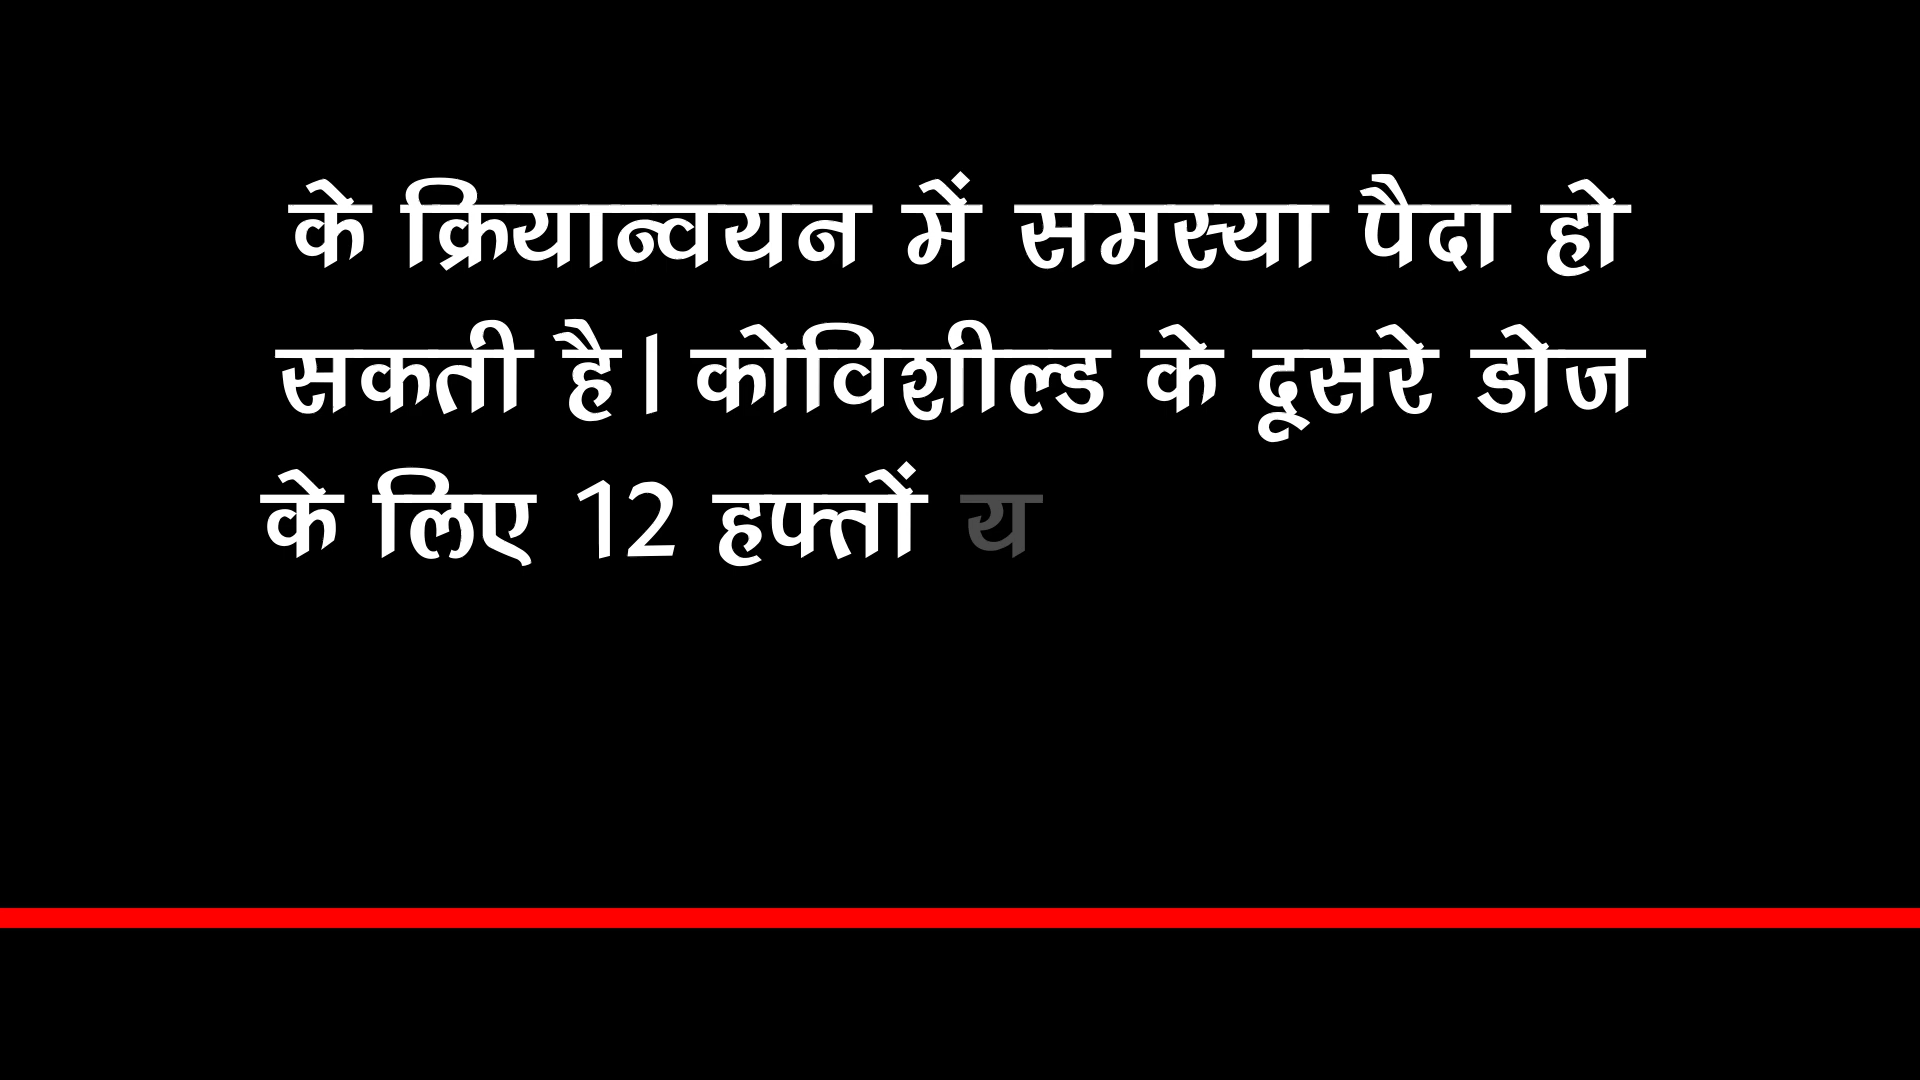 के क्रियान्वयन में समस्या पैदा हो
सकती है। कोविशील्ड के दूसरे डोज
के लिए 12 हफ्तों य